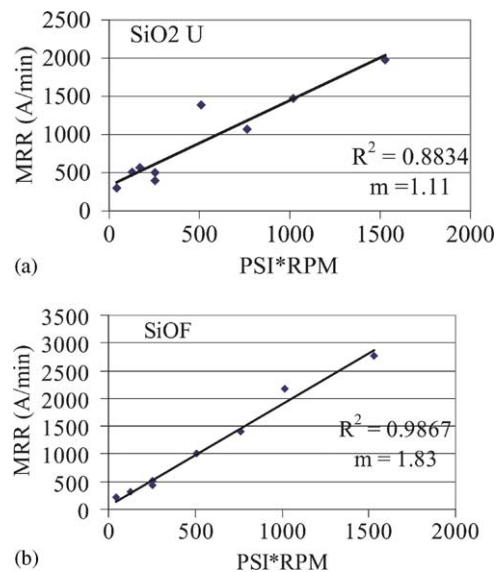 (a)
SiO2 U
MRR (A/min)
2500
2000
1500
1000
500
0
R² = 0.8834
m =1.11
0 500 1000 1500 2000
PSI*RPM
(b)
SiOF
MRR (A/min)
3500
3000
2500
2000
1500
1000
500
0
R² = 0.9867
m = 1.83
0 500 1000 1500 2000
PSI*RPM